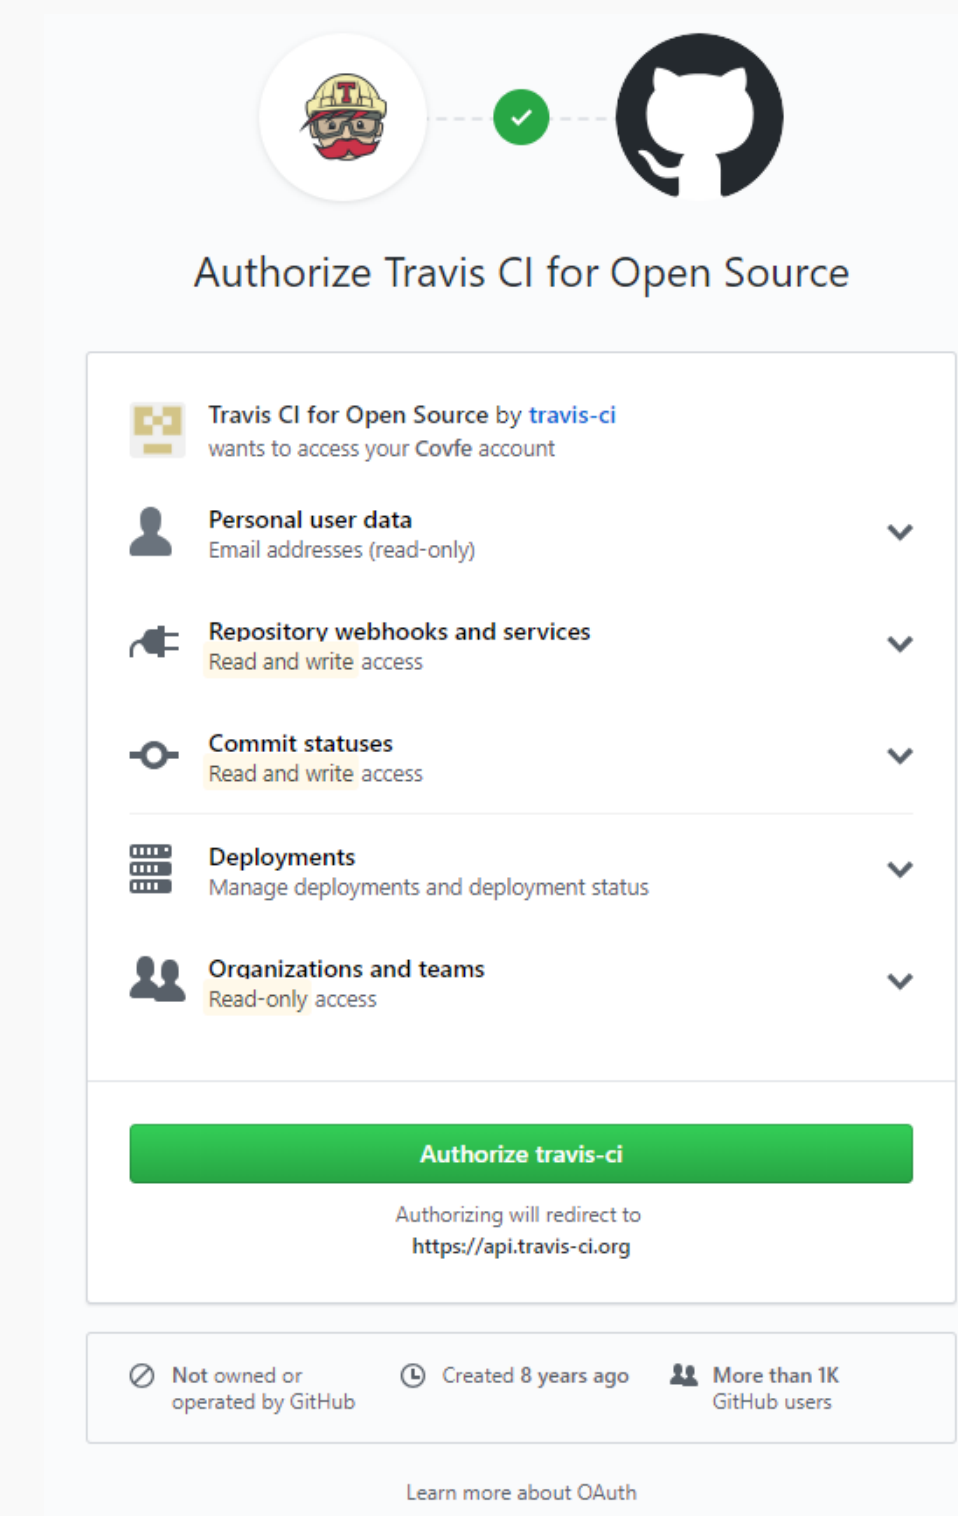 T
Authorize Travis CI for Open Source
Travis CI for Open Source by travis-ci
wants to access your Covfe account
Personal user data
Email addresses (read-only)
Repository webhooks and services
Read and write access
Commit statuses
Read and write access
Deployments
Manage deployments and deployment status
Organizations and teams
Read-only access
Authorize travis-ci
Authorizing will redirect to
https://api.travis-ci.org
Not owned or
operated by GitHub
Created 8 years ago
More than 1K
GitHub users
Learn more about OAuth